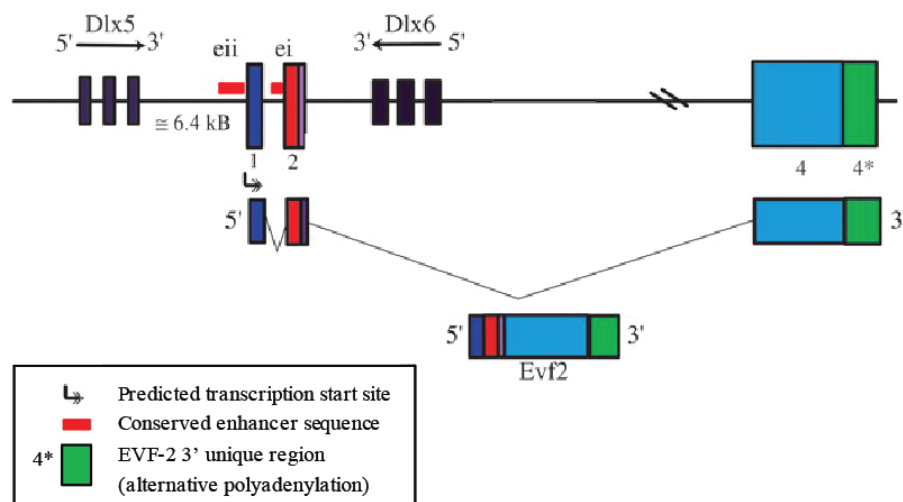 Dlx5
5' 3'
Dlx6
3' 5'
eii
ei
≅ 6.4 kB
1
2
4
4*
5'
3
5'
3'
Evf2
Predicted transcription start site
Conserved enhancer sequence
4*
EVF-2 3’ unique region
(alternative polyadenylation)